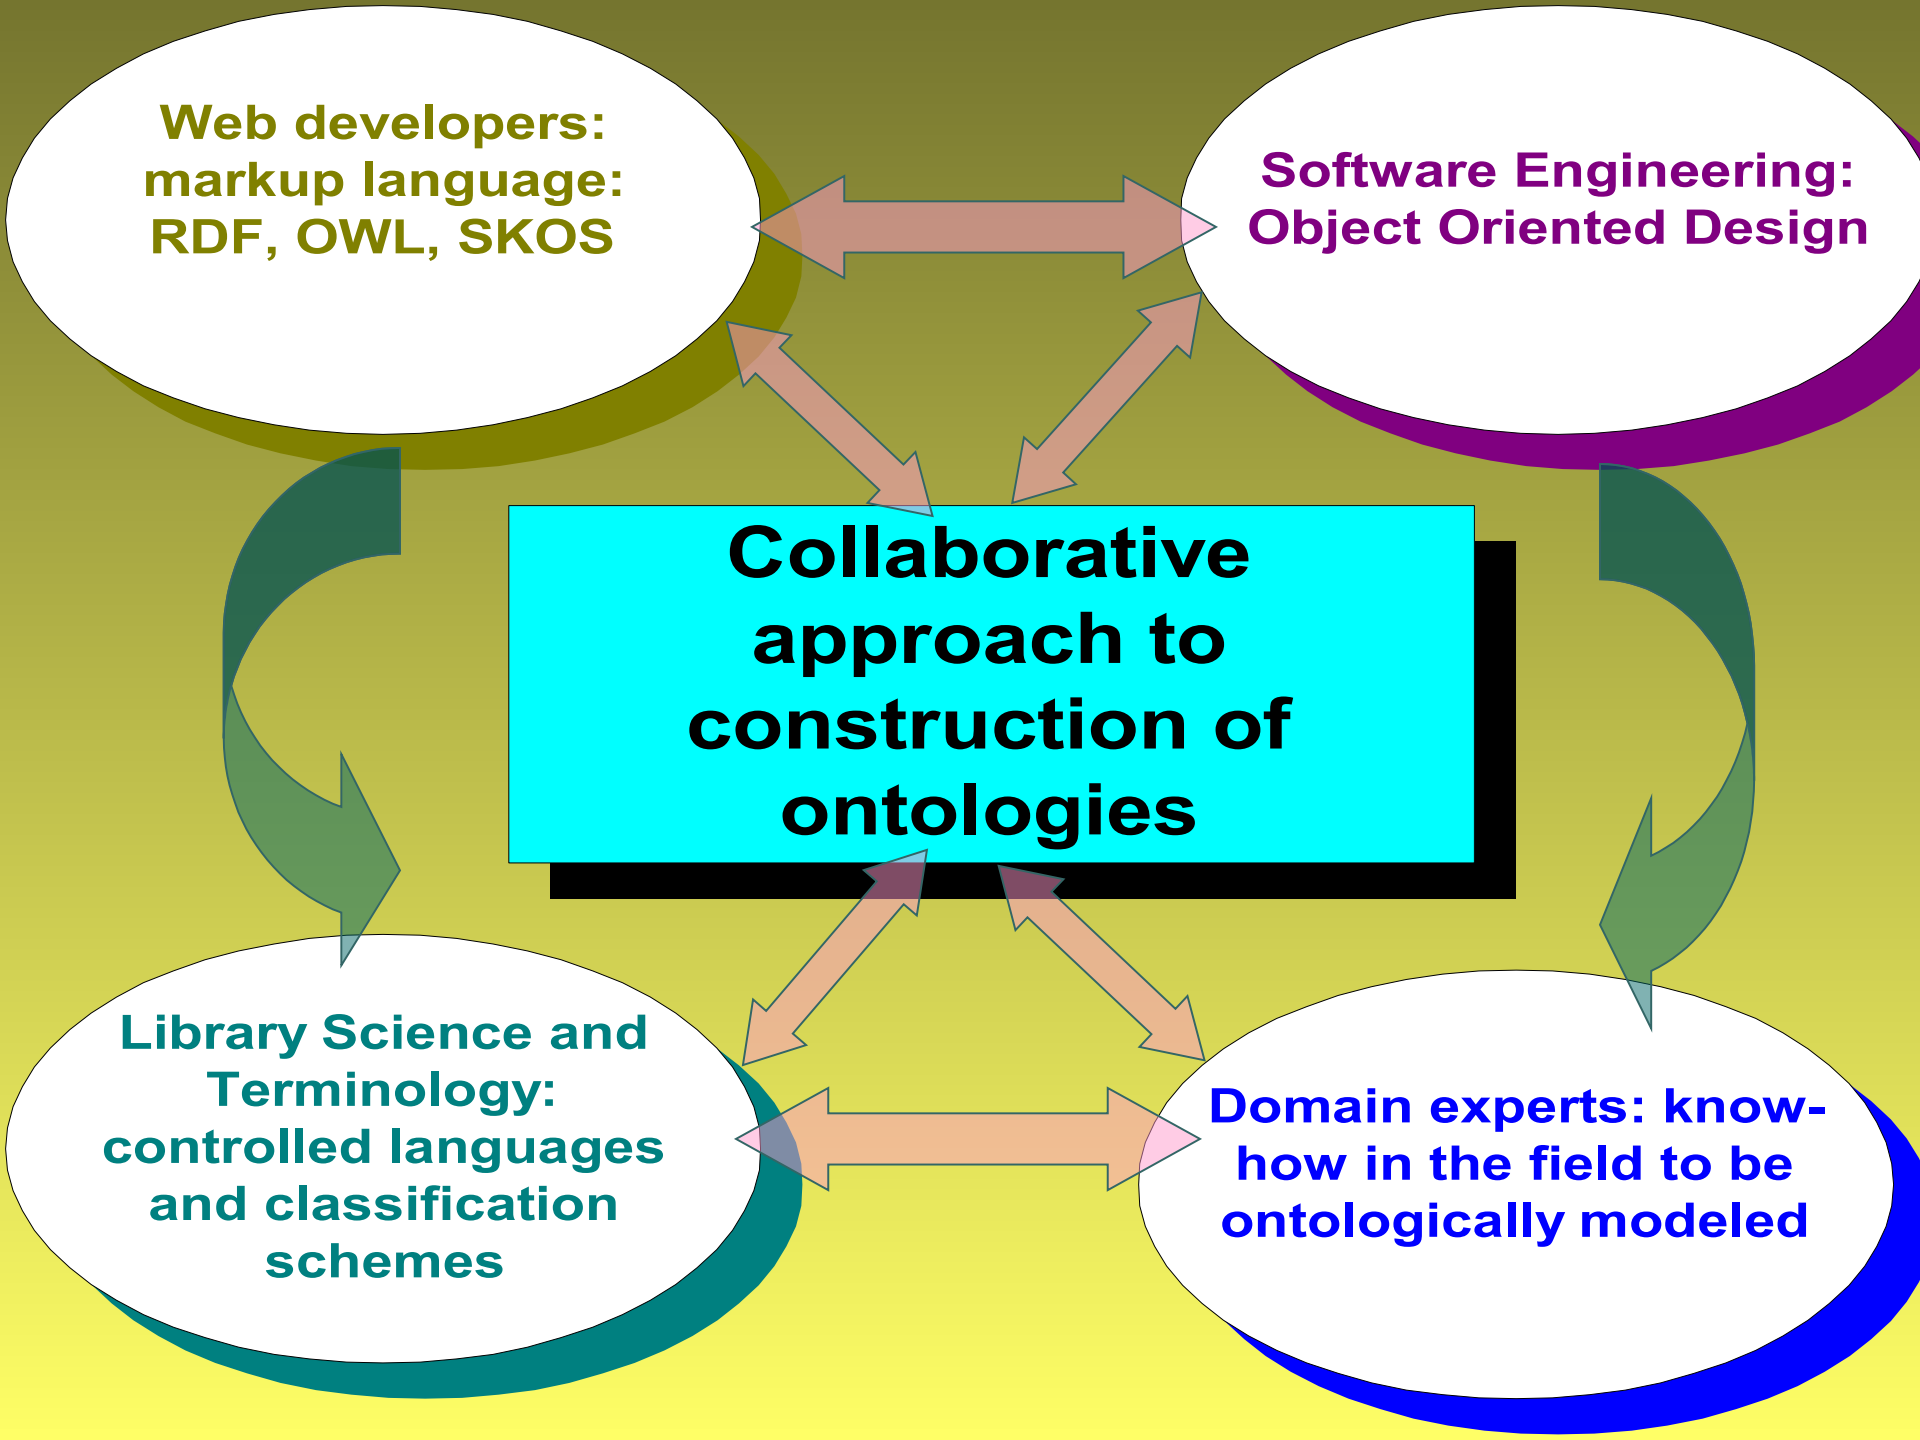 Web developers:
markup language:
RDF, OWL, SKOS
Software Engineering:
Object Oriented Design
Collaborative
approach to
construction of
ontologies
Library Science and
Terminology:
controlled languages
and classification
schemes
Domain experts: know-
how in the field to be
ontologically modeled